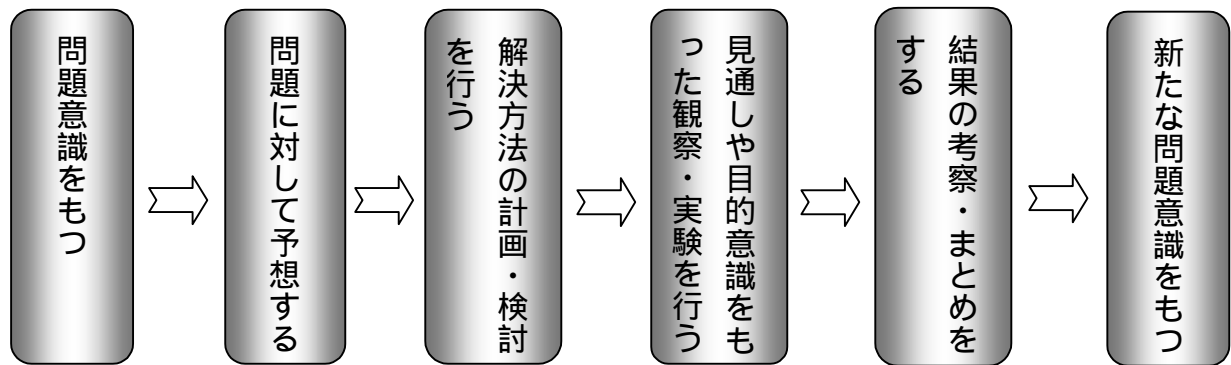 問題意識をもつ
問題に対して予想する
解決方法の計画・検討
を行う
見通しや目的意識をも
った観察・実験を行う
結果の考察・まとめを
する
新たな問題意識をもつ